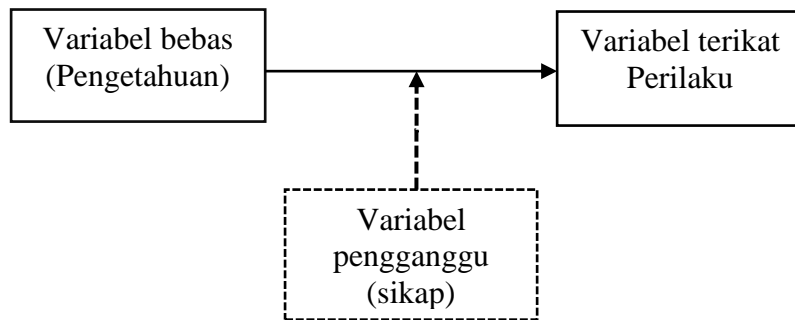 Variabel bebas
(Pengetahuan)
Variabel terikat
Perilaku
Variabel
pengganggu
(sikap)